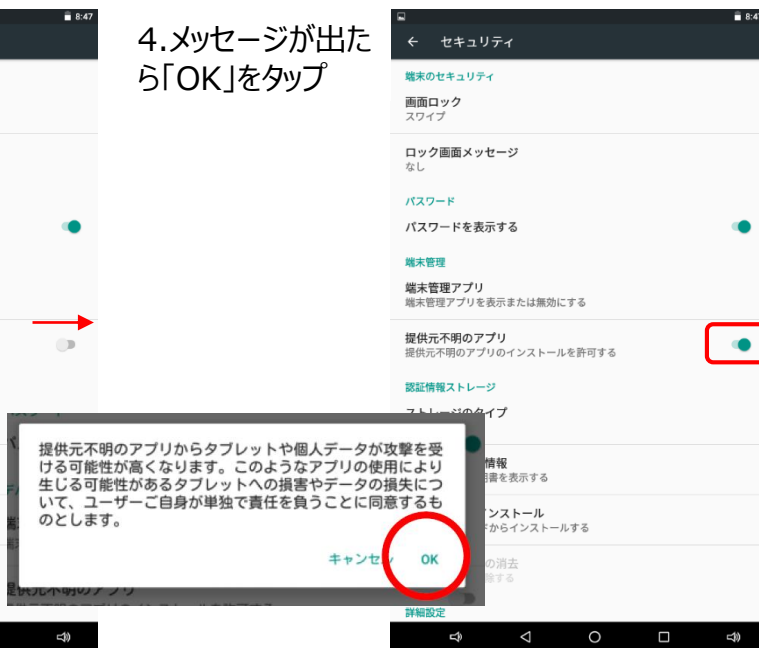 8:47
4.メッセージが出た
ら「OK」をタップ
セキュリティ
端末のセキュリティ
画面ロック
スワイプ
ロック画面メッセージ
なし
パスワード
パスワードを表示する
端末管理
端末管理アプリ
端末管理アプリを表示または無効にする
提供元不明のアプリ
提供元不明のアプリのインストールを許可する
認証情報ストレージ
ストレージのタイプ
情報
書を表示する
ンストール
からインストールする
の消去
除する
詳細設定
提供元不明のアプリからタブレットや個人データが攻撃を受
ける可能性が高くなります。このようなアプリの使用により
生じる可能性があるタブレットへの損害やデータの損失につ
いて、ユーザーご自身が単独で責任を負うことに同意するも
のとします。
キャンセル OK
提供元不明のアプリ